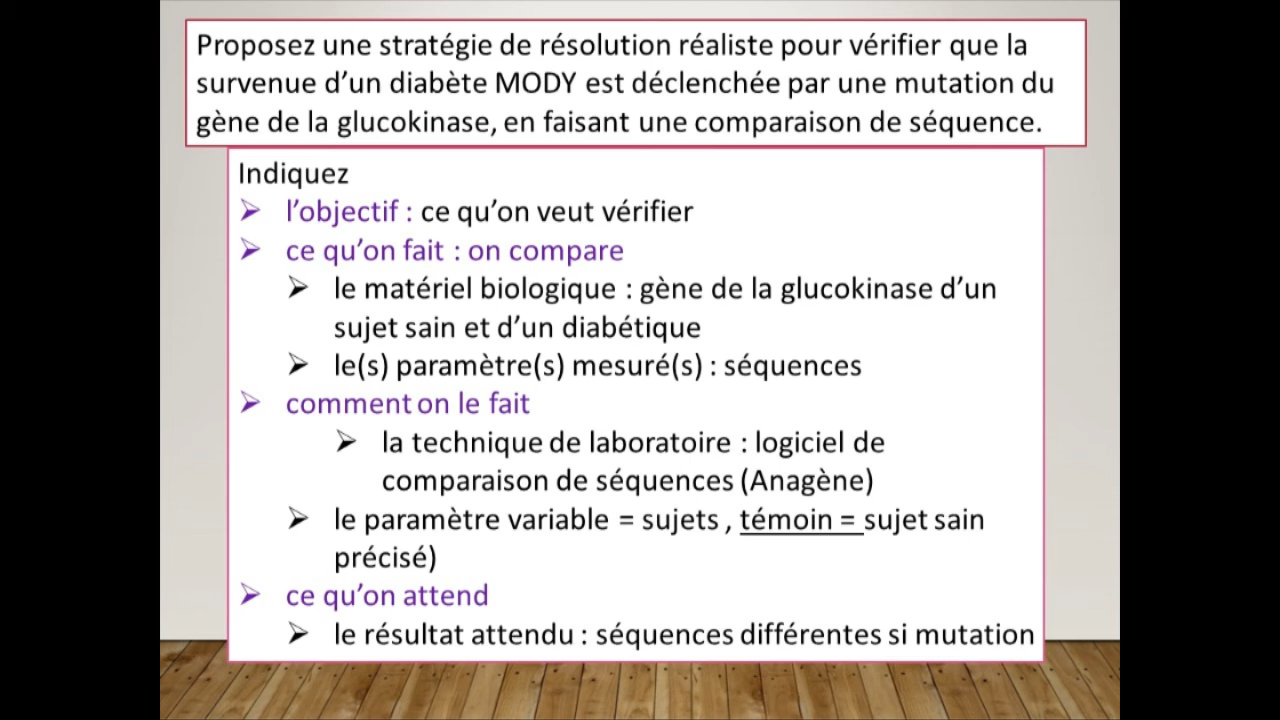 Proposez une stratégie de résolution réaliste pour vérifier que la
survenue d'un diabète MODY est déclenchée par une mutation du
gène de la glucokinase, en faisant une comparaison de séquence.
Indiquez
l'objectif : ce qu'on veut vérifier
ce qu'on fait : on compare
le matériel biologique : gène de la glucokinase d'un
sujet sain et d'un diabétique
le(s) paramètre(s) mesuré(s) : séquences
comment on le fait
la technique de laboratoire : logiciel de
comparaison de séquences (Anagène)
le paramètre variable = sujets , témoin = sujet sain
précisé)
ce qu'on attend
le résultat attendu : séquences différentes si mutation